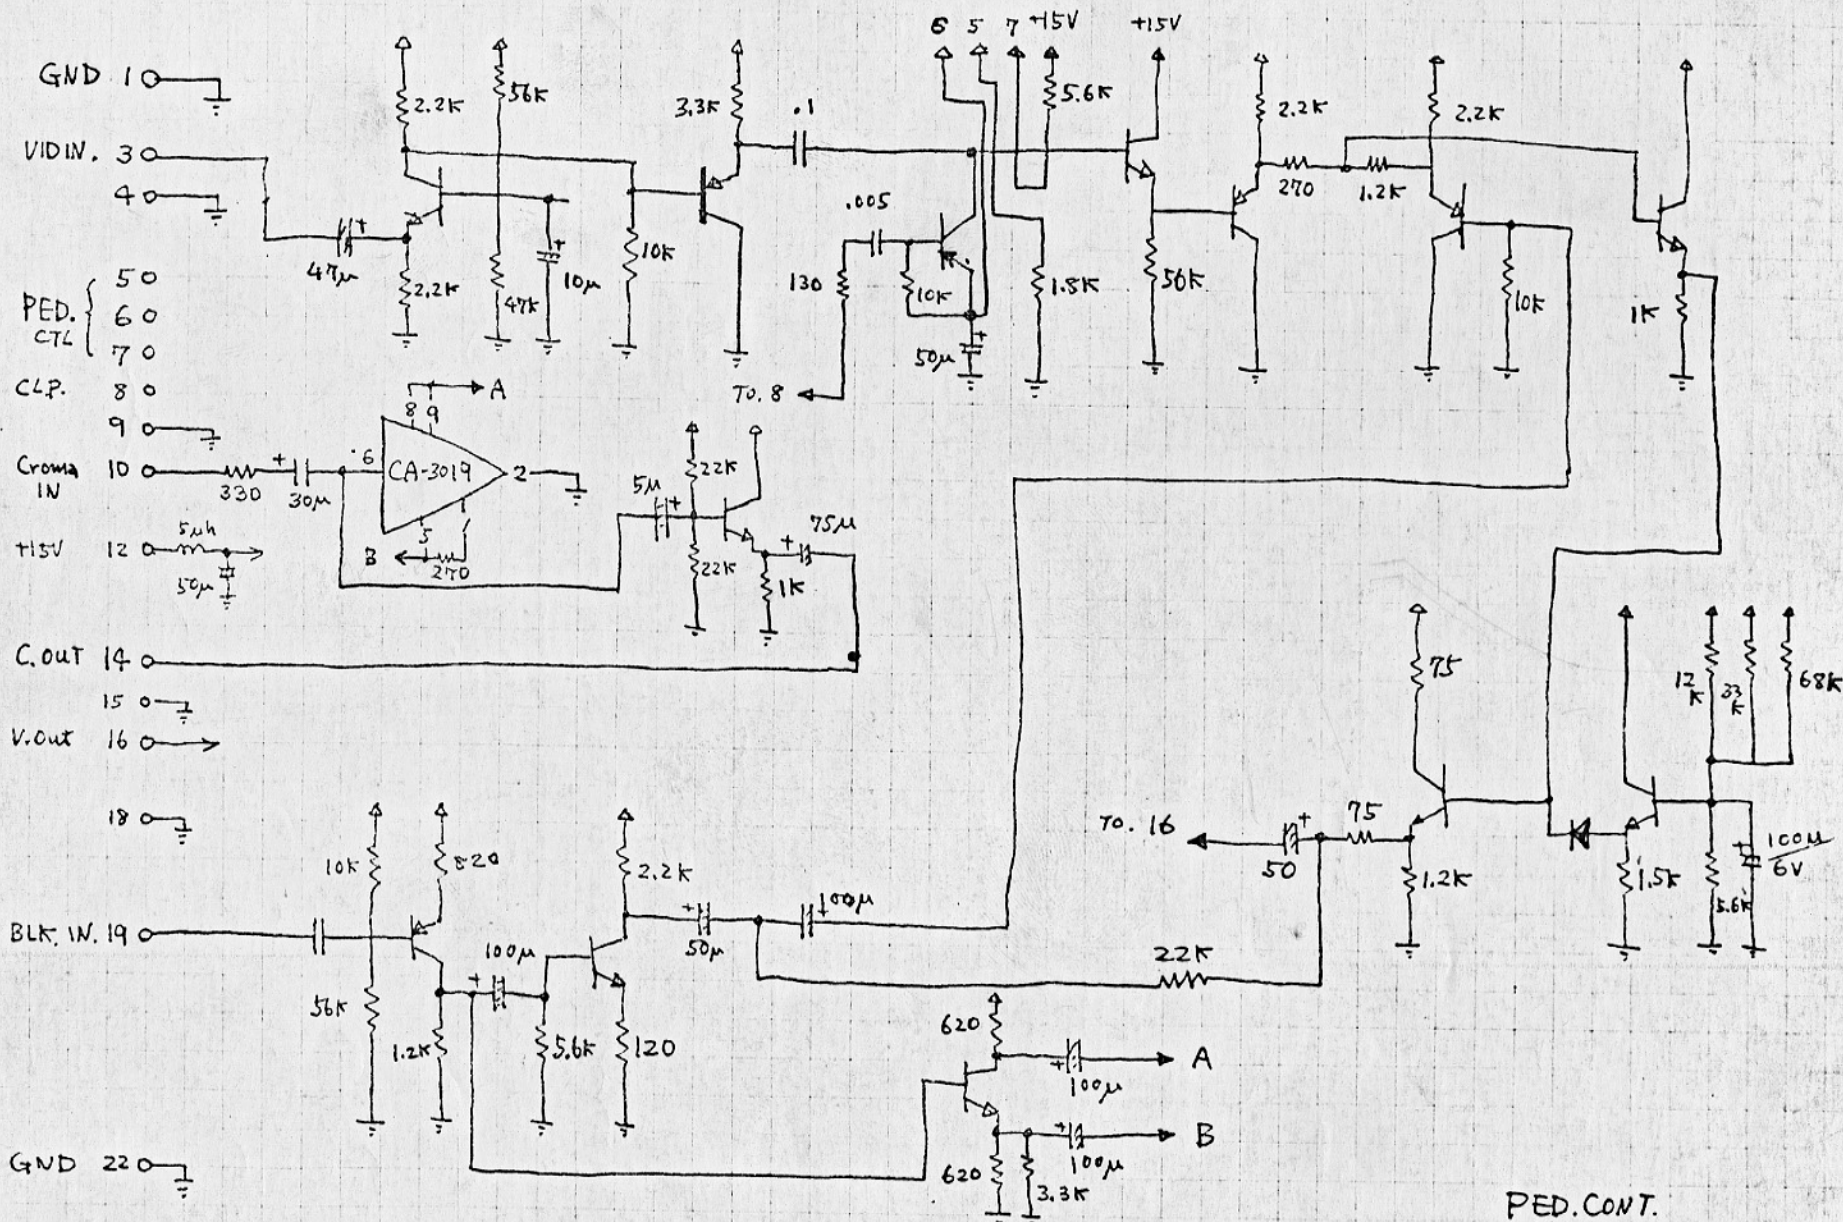 6 5 7 +15V +15V
GND 1
2.2K 56K 3.3K .1 5.6K 2.2K 2.2K
VID IN. 3
270 1.2K
4
.005
47μ 2.2K 47K 10μ 10K 130 10K 1.8K 56K 10K 1K
PED. CTL 5 6 7
50μ
TO. 8
CLP. 8
A
8 9
9
Croma IN 10 330 30μ 6 CA-3019 2
22K
5μ 75μ
+15V 12 5μh 50μ
B 5 270
22K 1K
C. OUT 14
75 12K 33K 68K
15
V. Out 16
18
TO. 16 50 75 1.2K 1.5K 5.6K 100μ/6V
10K 820 2.2K
BLK. IN. 19
100μ 50μ 100μ
22K
56K 1.2K 5.6K 120
620 100μ A
100μ B
620 3.3K
GND 22
PED. CONT.